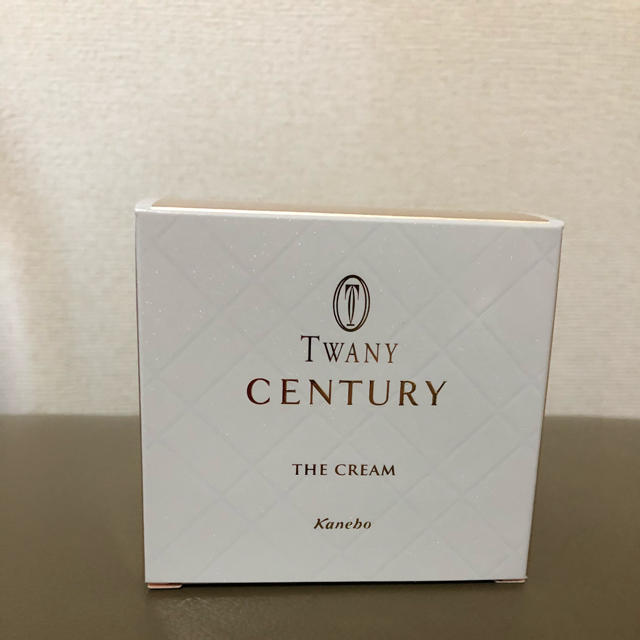 T
TWANY
CENTURY
THE CREAM
Kanebo